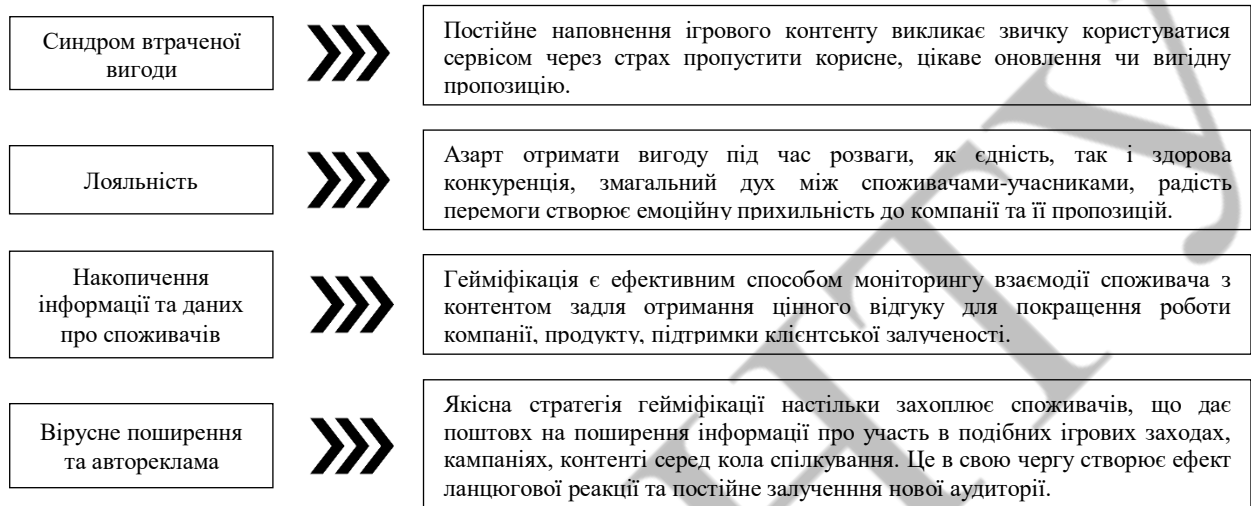 Синдром втраченої
вигоди
Постійне наповнення ігрового контенту викликає звичку користуватися
сервісом через страх пропустити корисне, цікаве оновлення чи вигідну
пропозицію.
Лояльність
Азарт отримати вигоду під час розваги, як єдність, так і здорова
конкуренція, змагальний дух між споживачами-учасниками, радість
перемоги створює емоційну прихильність до компанії та її пропозицій.
Накопичення
інформації та даних
про споживачів
Гейміфікація є ефективним способом моніторингу взаємодії споживача з
контентом задля отримання цінного відгуку для покращення роботи
компанії, продукту, підтримки клієнтської залученості.
Вірусне поширення
та автореклама
Якісна стратегія гейміфікації настільки захоплює споживачів, що дає
поштовх на поширення інформації про участь в подібних ігрових заходах,
кампаніях, контенті серед кола спілкування. Це в свою чергу створює ефект
ланцюгової реакції та постійне залученння нової аудиторії.
НТУ